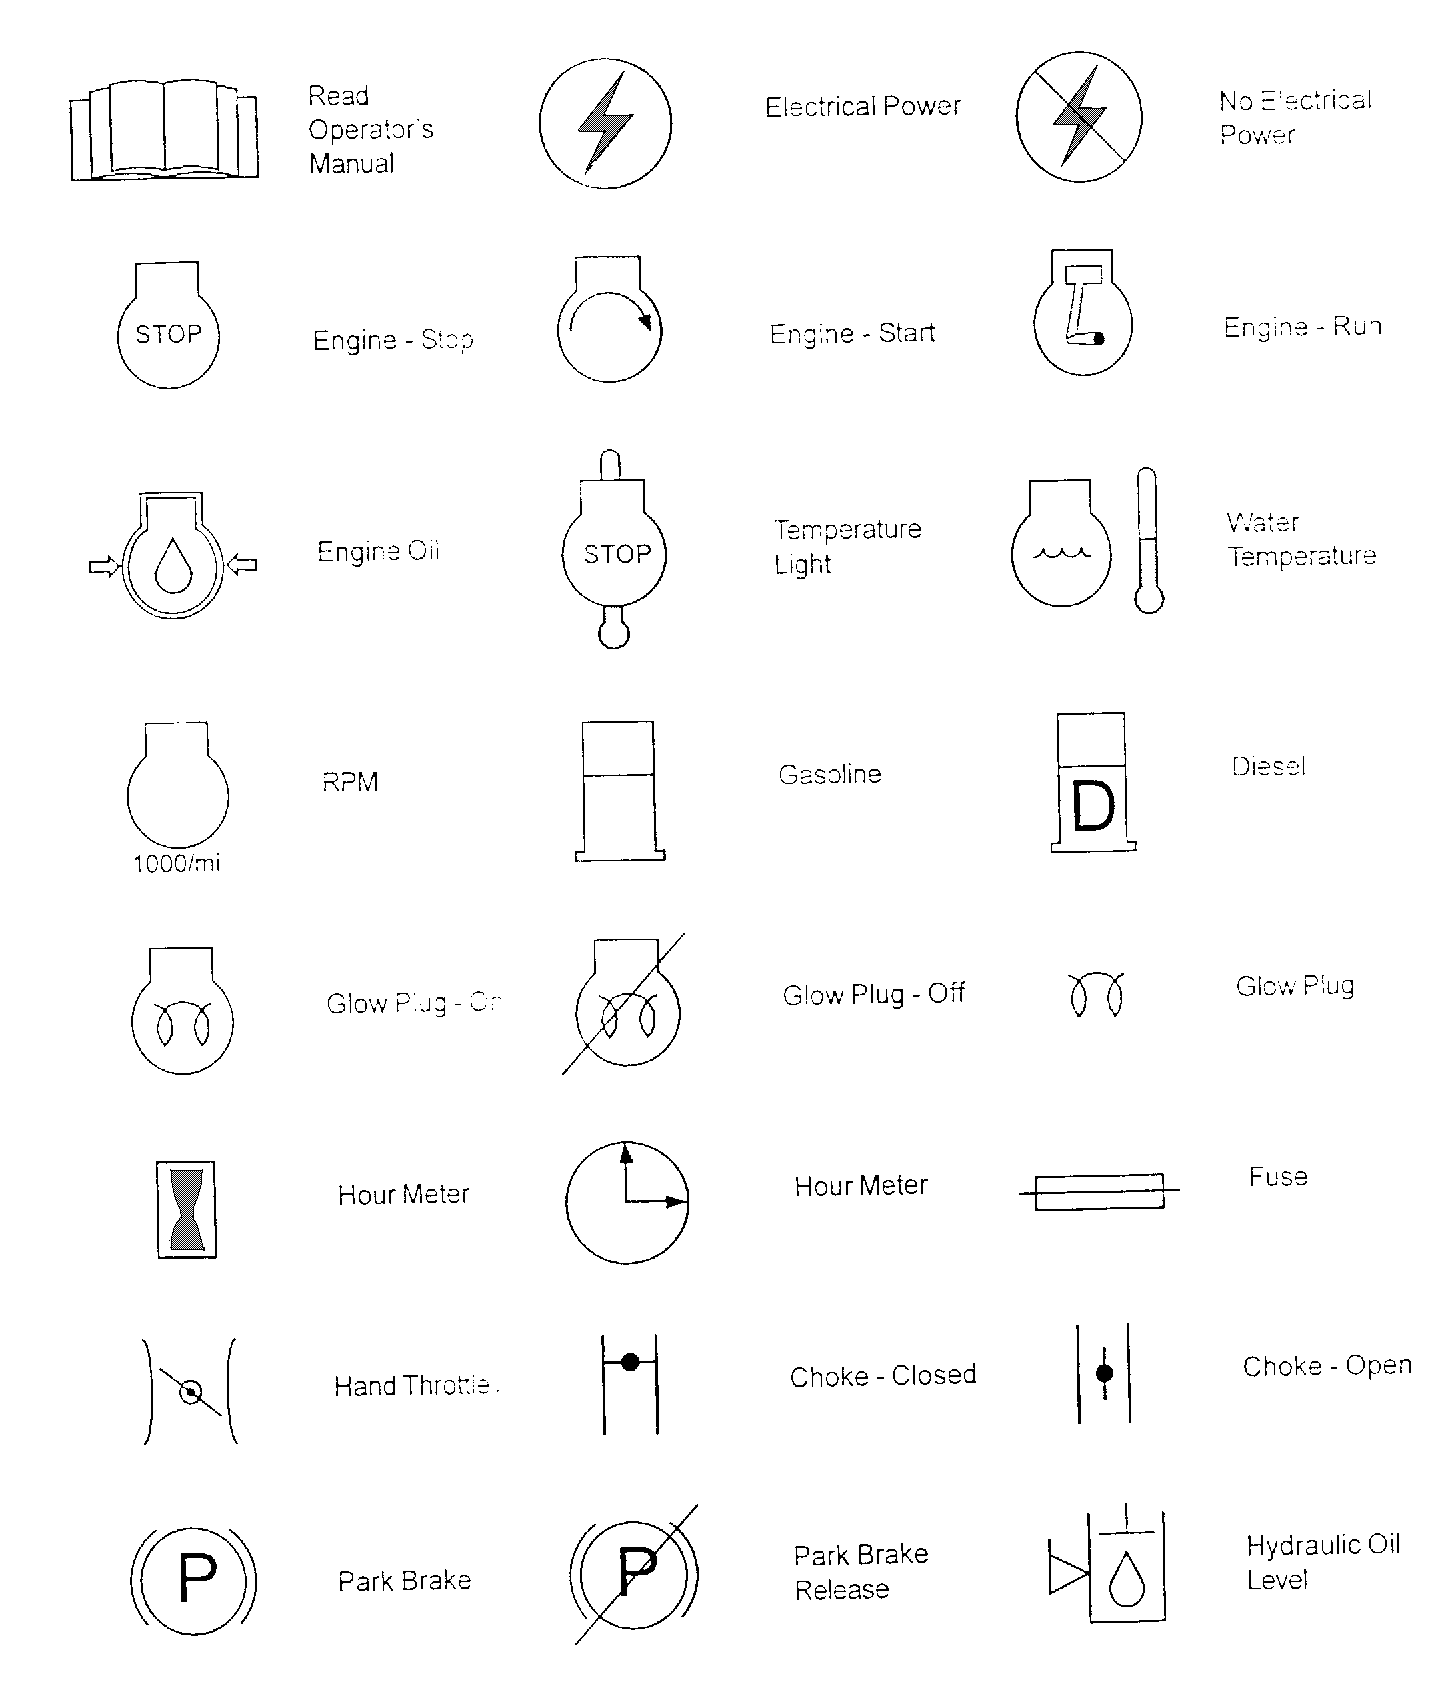 Read
Operator's
Manual
Electrical Power
No Electrical
Power
STOP
Engine - Stop
Engine - Start
Engine - Run
Engine Oil
STOP
Temperature
Light
Water
Temperature
RPM
1000/mi
Gasoline
D
Diesel
Glow Plug - On
Glow Plug - Off
Glow Plug
Hour Meter
Hour Meter
Fuse
Hand Throttle
Choke - Closed
Choke - Open
P
Park Brake
P
Park Brake
Release
Hydraulic Oil
Level